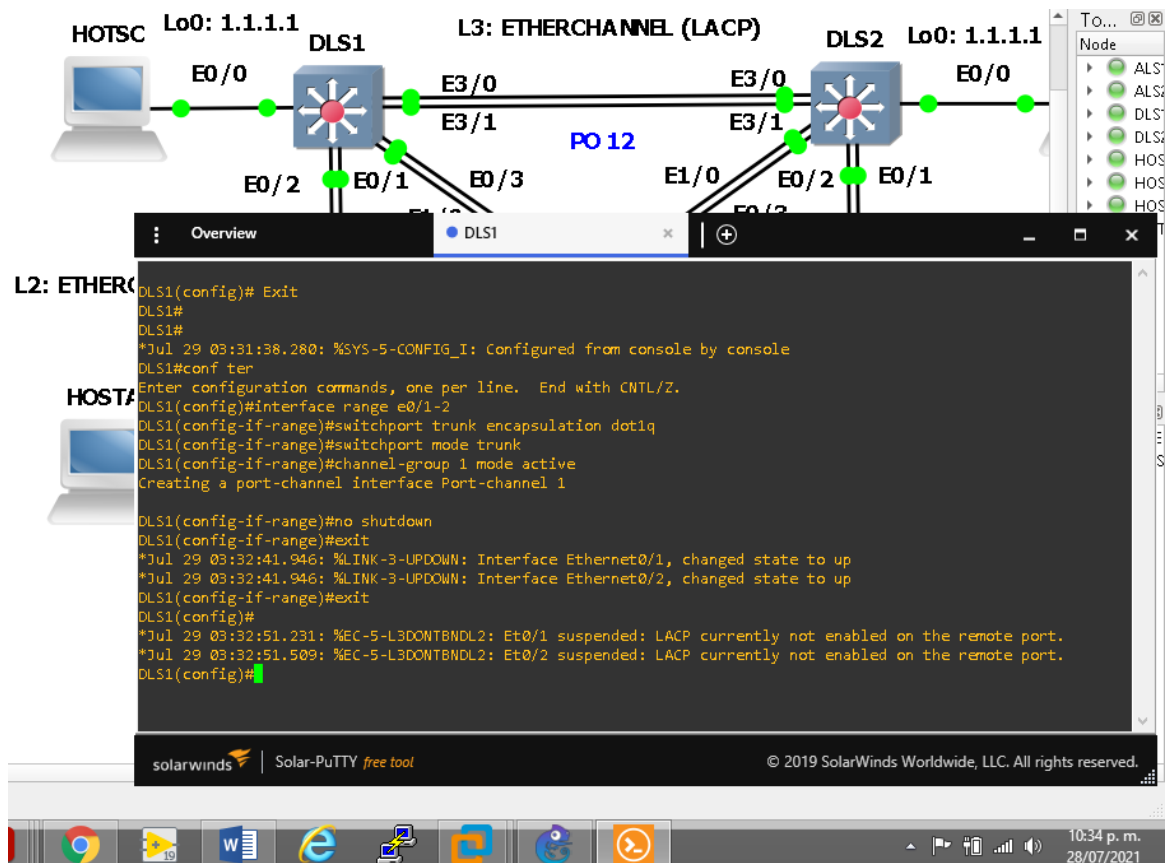 HOTSC Lo0: 1.1.1.1 DLS1 L3: ETHERCHANNEL (LACP) DLS2 Lo0: 1.1.1.1
E0/0 E3/0 E3/0 E0/0
E3/1 PO 12 E3/1
E0/2 E0/1 E0/3 E1/0 E0/2 E0/1
To...
Node
ALS
ALS
DLS
DLS
HOS
HOS
HOS
Overview DLS1
L2: ETHER
HOSTA
DLS1(config)# Exit
DLS1#
DLS1#
*Jul 29 03:31:38.280: %SYS-5-CONFIG_I: Configured from console by console
DLS1#conf ter
Enter configuration commands, one per line.  End with CNTL/Z.
DLS1(config)#interface range e0/1-2
DLS1(config-if-range)#switchport trunk encapsulation dot1q
DLS1(config-if-range)#switchport mode trunk
DLS1(config-if-range)#channel-group 1 mode active
Creating a port-channel interface Port-channel 1
DLS1(config-if-range)#no shutdown
DLS1(config-if-range)#exit
*Jul 29 03:32:41.946: %LINK-3-UPDOWN: Interface Ethernet0/1, changed state to up
*Jul 29 03:32:41.946: %LINK-3-UPDOWN: Interface Ethernet0/2, changed state to up
DLS1(config-if-range)#exit
DLS1(config)#
*Jul 29 03:32:51.231: %EC-5-L3DONTBNDL2: Et0/1 suspended: LACP currently not enabled on the remote port.
*Jul 29 03:32:51.509: %EC-5-L3DONTBNDL2: Et0/2 suspended: LACP currently not enabled on the remote port.
DLS1(config)#
solarwinds Solar-PuTTY free tool © 2019 SolarWinds Worldwide, LLC. All rights reserved.
19
W
10:34 p. m.
28/07/2021